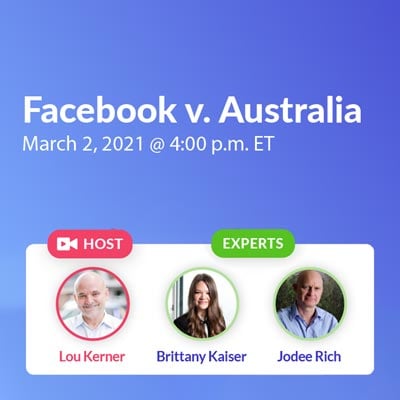 Facebook v. Australia
March 2, 2021 @ 4:00 p.m. ET
HOST EXPERTS
Lou Kerner Brittany Kaiser Jodee Rich